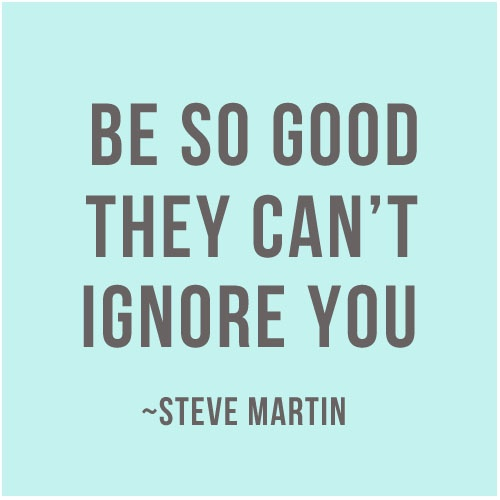 BE SO GOOD
THEY CAN’T
IGNORE YOU
~STEVE MARTIN